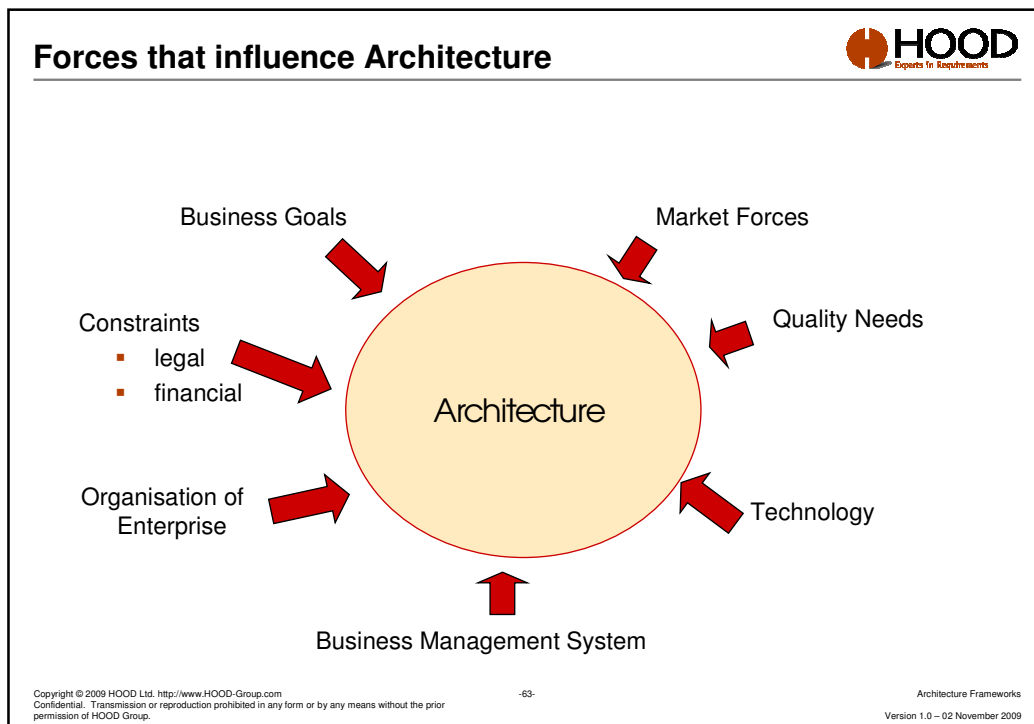 Forces that influence Architecture
HOOD
Experts in Requirements
Business Goals
Market Forces
Constraints
▪ legal
▪ financial
Quality Needs
Architecture
Organisation of
Enterprise
Technology
Business Management System
Copyright © 2009 HOOD Ltd. http://www.HOOD-Group.com
Confidential. Transmission or reproduction prohibited in any form or by any means without the prior
permission of HOOD Group.
-63-
Architecture Frameworks
Version 1.0 – 02 November 2009